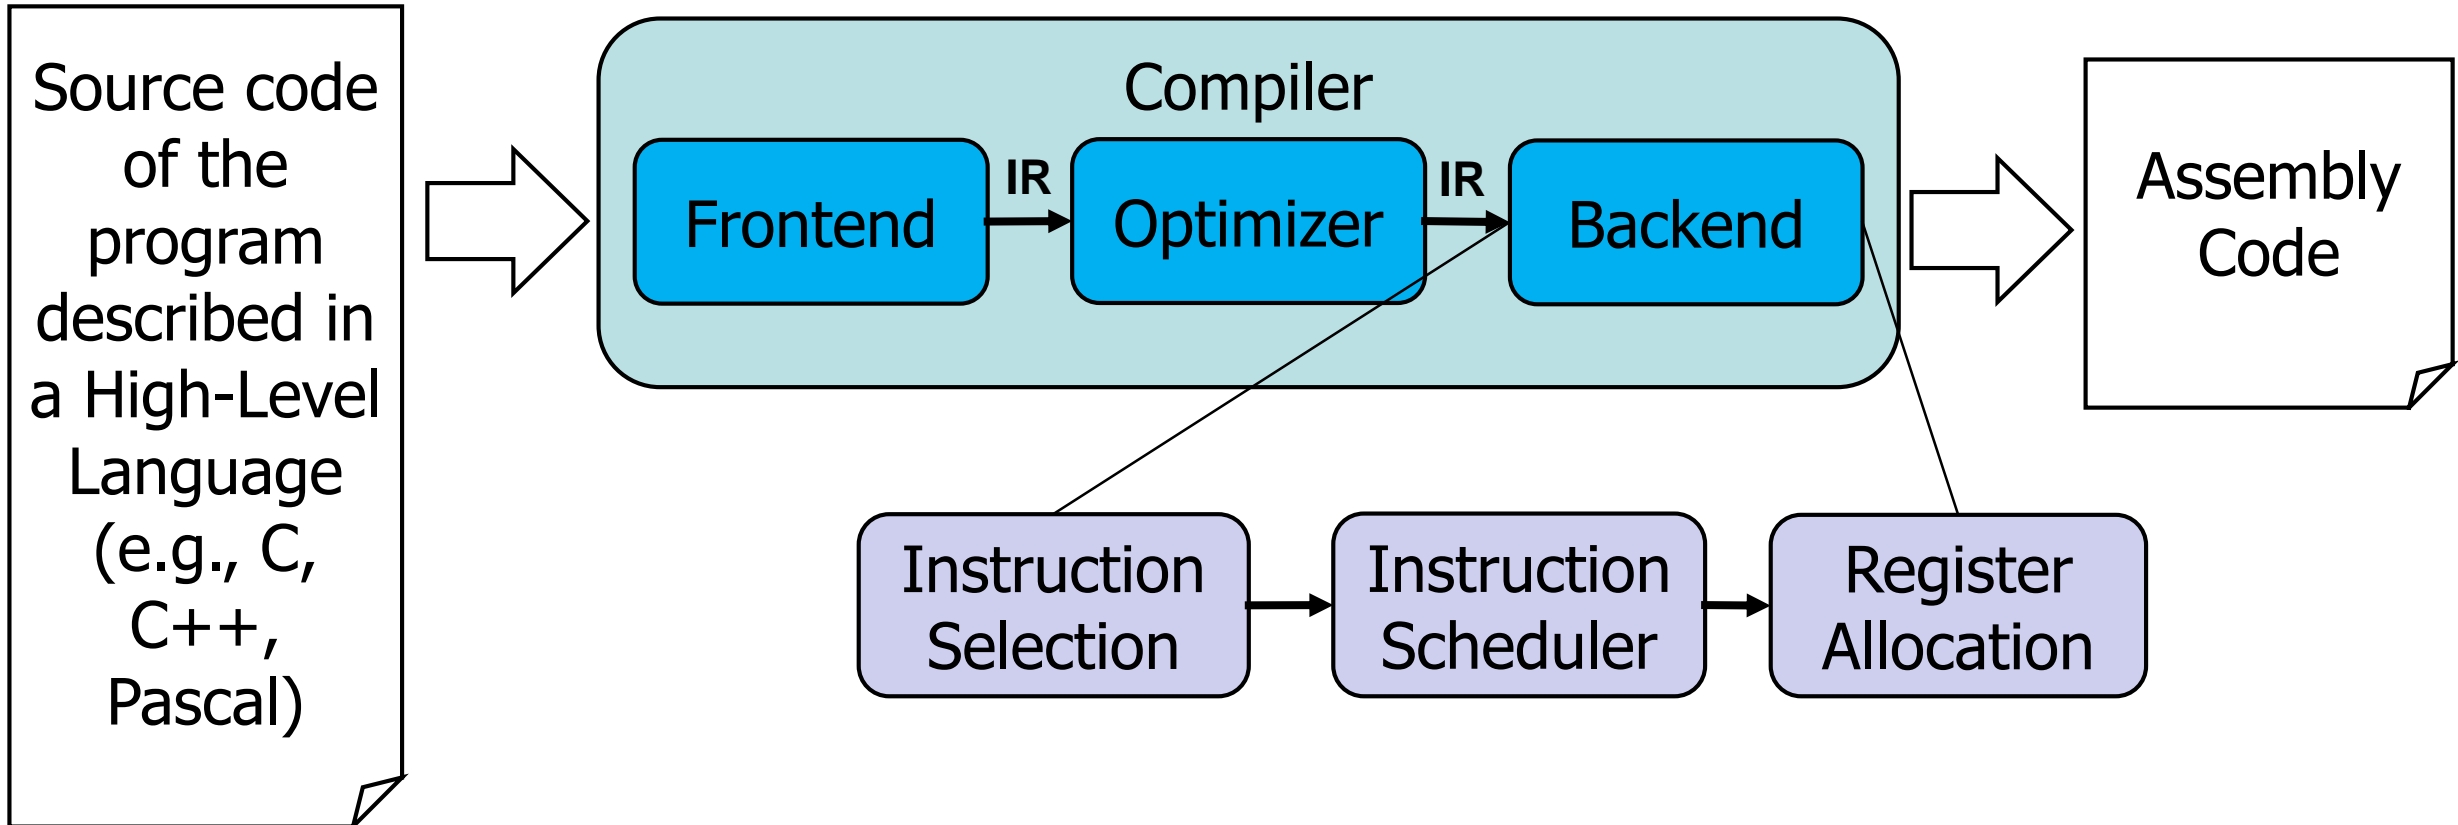 Source code
of the
program
described in
a High-Level
Language
(e.g., C,
C++,
Pascal)
Compiler
Frontend
IR
Optimizer
IR
Backend
Assembly
Code
Instruction
Selection
Instruction
Scheduler
Register
Allocation